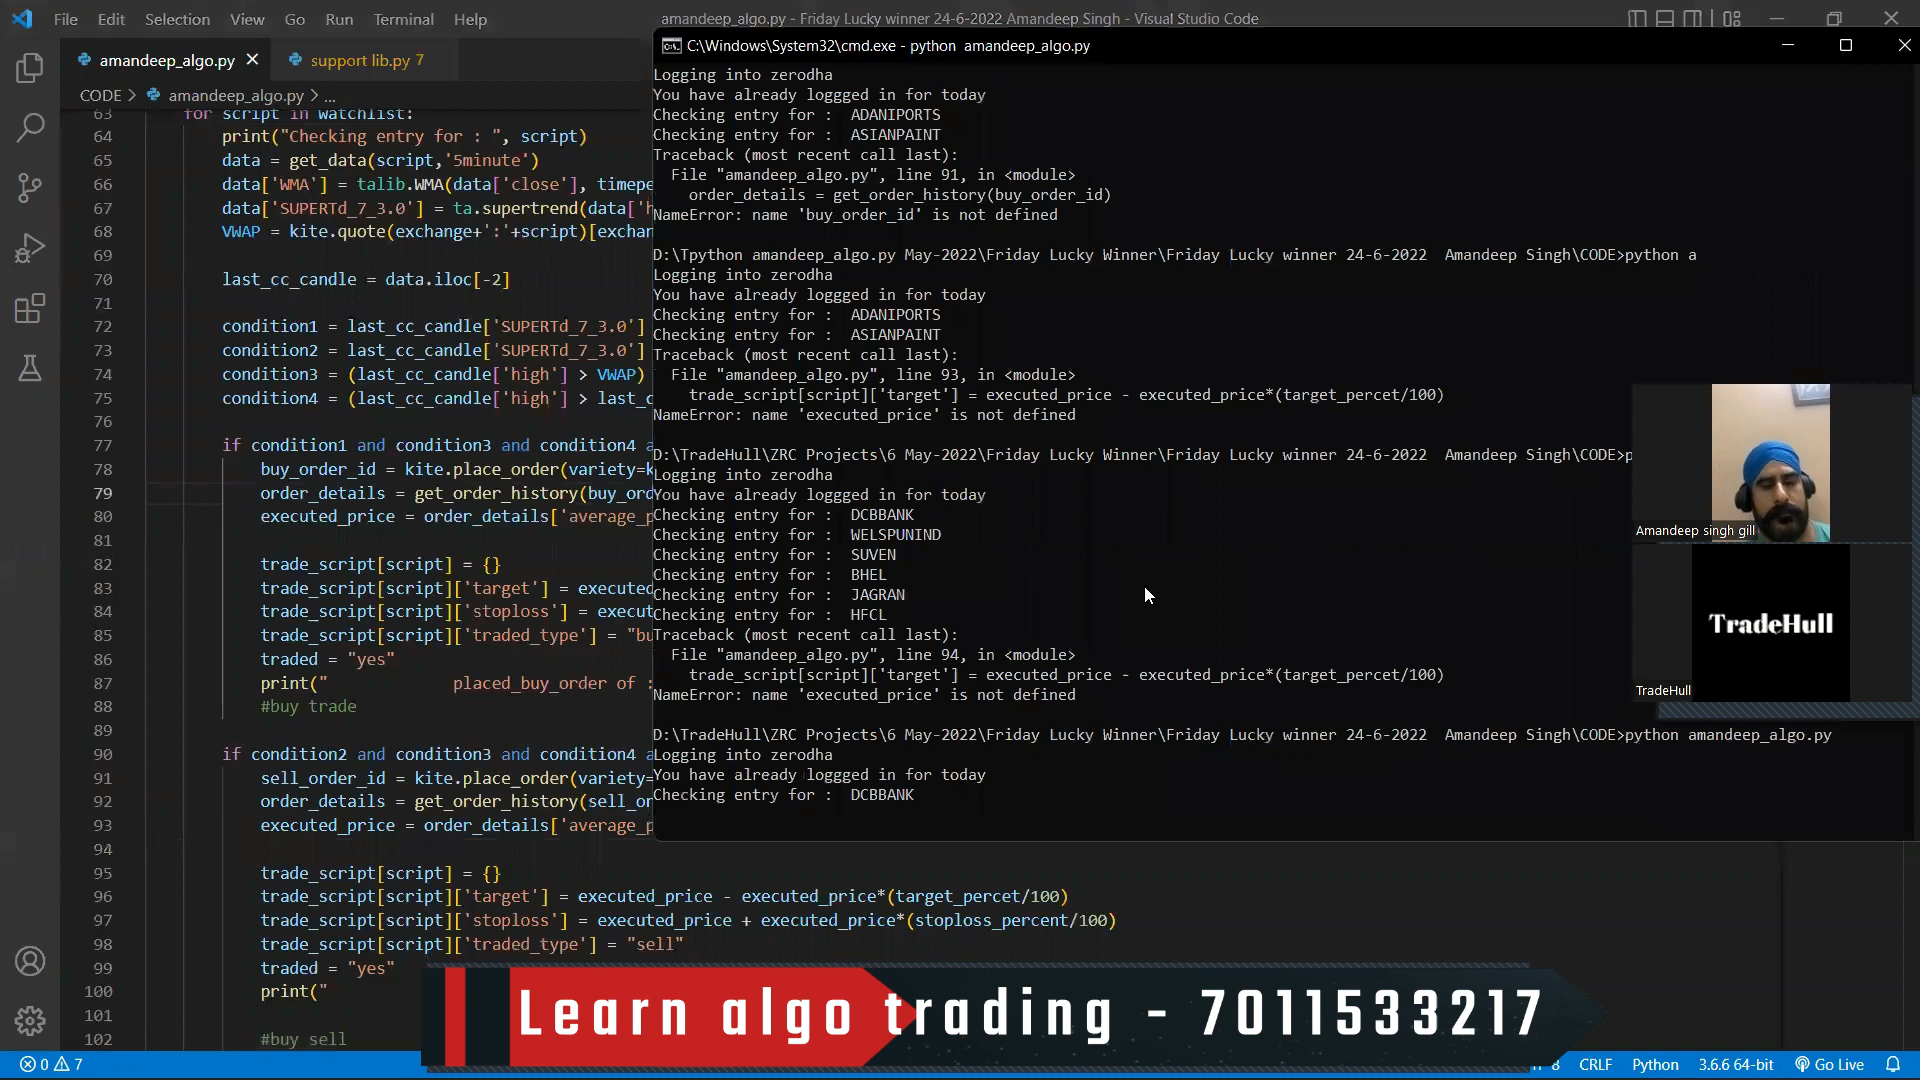 File Edit Selection View Go Run Terminal Help
amandeep_algo.py - Friday Lucky winner 24-6-2022 Amandeep Singh - Visual Studio Code
amandeep_algo.py
support lib.py 7
CODE > amandeep_algo.py > ...
63 for script in watchlist:
64 print("Checking entry for : ", script)
65 data = get_data(script,'5minute')
66 data['WMA'] = talib.WMA(data['close'], timepe
67 data['SUPERTd_7_3.0'] = ta.supertrend(data['h
68 VWAP = kite.quote(exchange+':'+script)[exchan
69
70 last_cc_candle = data.iloc[-2]
71
72 condition1 = last_cc_candle['SUPERTd_7_3.0']
73 condition2 = last_cc_candle['SUPERTd_7_3.0']
74 condition3 = (last_cc_candle['high'] > VWAP)
75 condition4 = (last_cc_candle['high'] > last_c
76
77 if condition1 and condition3 and condition4 a
78 buy_order_id = kite.place_order(variety=k
79 order_details = get_order_history(buy_ord
80 executed_price = order_details['average_p
81
82 trade_script[script] = {}
83 trade_script[script]['target'] = executed
84 trade_script[script]['stoploss'] = execut
85 trade_script[script]['traded_type'] = "bu
86 traded = "yes"
87 print(" placed_buy_order of :
88 #buy trade
89
90 if condition2 and condition3 and condition4 a
91 sell_order_id = kite.place_order(variety=
92 order_details = get_order_history(sell_or
93 executed_price = order_details['average_p
94
95 trade_script[script] = {}
96 trade_script[script]['target'] = executed_price - executed_price*(target_percet/100)
97 trade_script[script]['stoploss'] = executed_price + executed_price*(stoploss_percent/100)
98 trade_script[script]['traded_type'] = "sell"
99 traded = "yes"
100 print("
101
102 #buy sell
C:\Windows\System32\cmd.exe - python amandeep_algo.py
Logging into zerodha
You have already loggged in for today
Checking entry for : ADANIPORTS
Checking entry for : ASIANPAINT
Traceback (most recent call last):
File "amandeep_algo.py", line 91, in <module>
order_details = get_order_history(buy_order_id)
NameError: name 'buy_order_id' is not defined
D:\Tpython amandeep_algo.py May-2022\Friday Lucky Winner\Friday Lucky winner 24-6-2022 Amandeep Singh\CODE>python a
Logging into zerodha
You have already loggged in for today
Checking entry for : ADANIPORTS
Checking entry for : ASIANPAINT
Traceback (most recent call last):
File "amandeep_algo.py", line 93, in <module>
trade_script[script]['target'] = executed_price - executed_price*(target_percet/100)
NameError: name 'executed_price' is not defined
D:\TradeHull\ZRC Projects\6 May-2022\Friday Lucky Winner\Friday Lucky winner 24-6-2022 Amandeep Singh\CODE>p
Logging into zerodha
You have already loggged in for today
Checking entry for : DCBBANK
Checking entry for : WELSPUNIND
Checking entry for : SUVEN
Checking entry for : BHEL
Checking entry for : JAGRAN
Checking entry for : HFCL
Traceback (most recent call last):
File "amandeep_algo.py", line 94, in <module>
trade_script[script]['target'] = executed_price - executed_price*(target_percet/100)
NameError: name 'executed_price' is not defined
D:\TradeHull\ZRC Projects\6 May-2022\Friday Lucky Winner\Friday Lucky winner 24-6-2022 Amandeep Singh\CODE>python amandeep_algo.py
Logging into zerodha
You have already loggged in for today
Checking entry for : DCBBANK
Amandeep singh gill
TradeHull
TradeHull
Learn algo trading - 7011533217
0 7
8 CRLF Python 3.6.6 64-bit Go Live